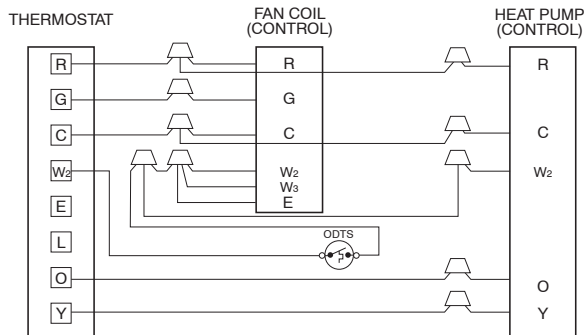 THERMOSTAT
FAN COIL
(CONTROL)
HEAT PUMP
(CONTROL)
R
R
R
G
G
C
C
C
W2
W2
W2
W3
E
E
L
ODTS
O
O
Y
Y